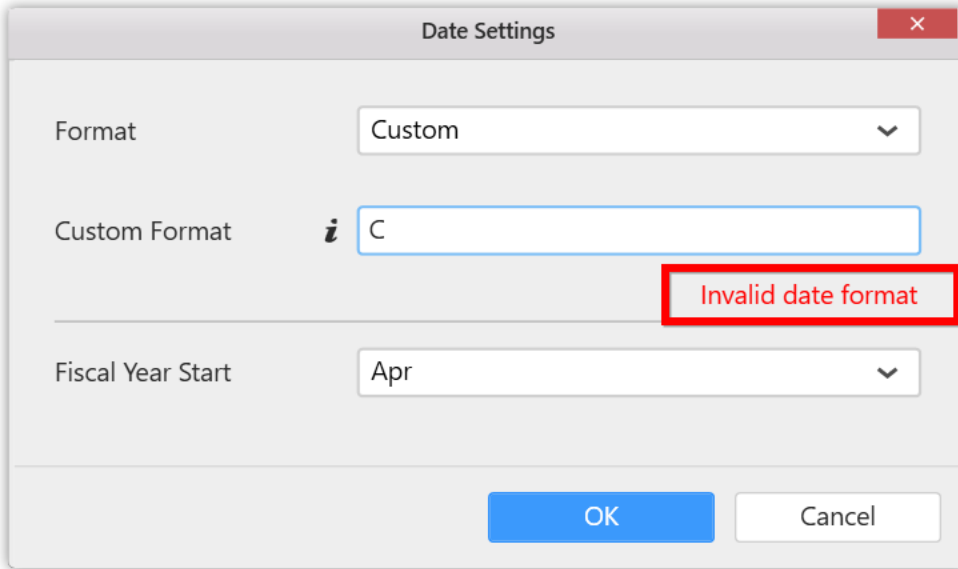 Date Settings
Format
Custom
Custom Format
i
C
Invalid date format
Fiscal Year Start
Apr
OK
Cancel